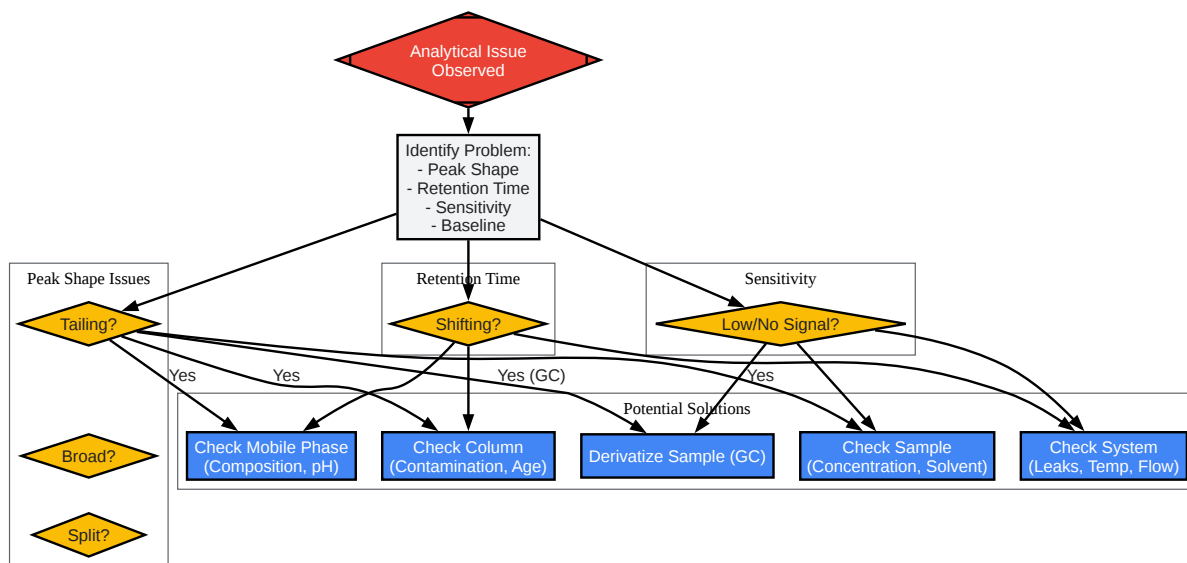 Analytical Issue
Observed
Identify Problem:
- Peak Shape
- Retention Time
- Sensitivity
- Baseline
Peak Shape Issues
Retention Time
Sensitivity
Tailing?
Shifting?
Low/No Signal?
Yes
Yes
Yes (GC)
Yes
Potential Solutions
Check Mobile Phase
(Composition, pH)
Check Column
(Contamination, Age)
Derivatize Sample (GC)
Check Sample
(Concentration, Solvent)
Check System
(Leaks, Temp, Flow)
Broad?
Split?